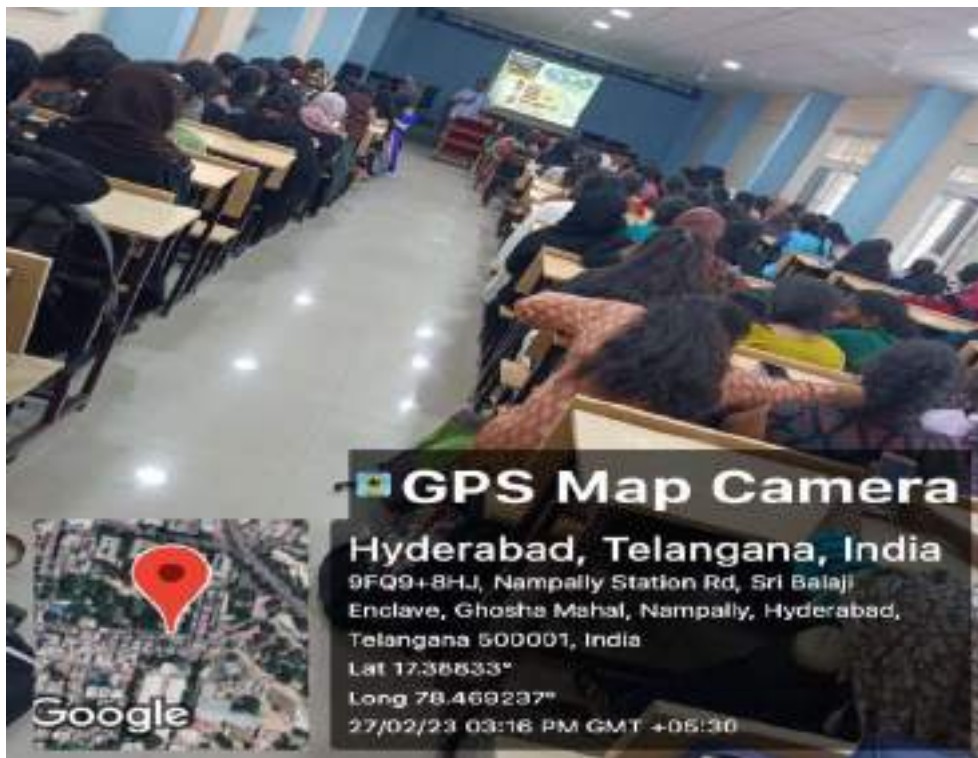 GPS Map Camera
Hyderabad, Telangana, India
9FQ9+8HJ, Nampally Station Rd, Sri Balaji
Enclave, Ghosha Mahal, Nampally, Hyderabad,
Telangana 500001, India
Lat 17.38833°
Long 78.469237°
27/02/23 03:16 PM GMT +05:30
Google